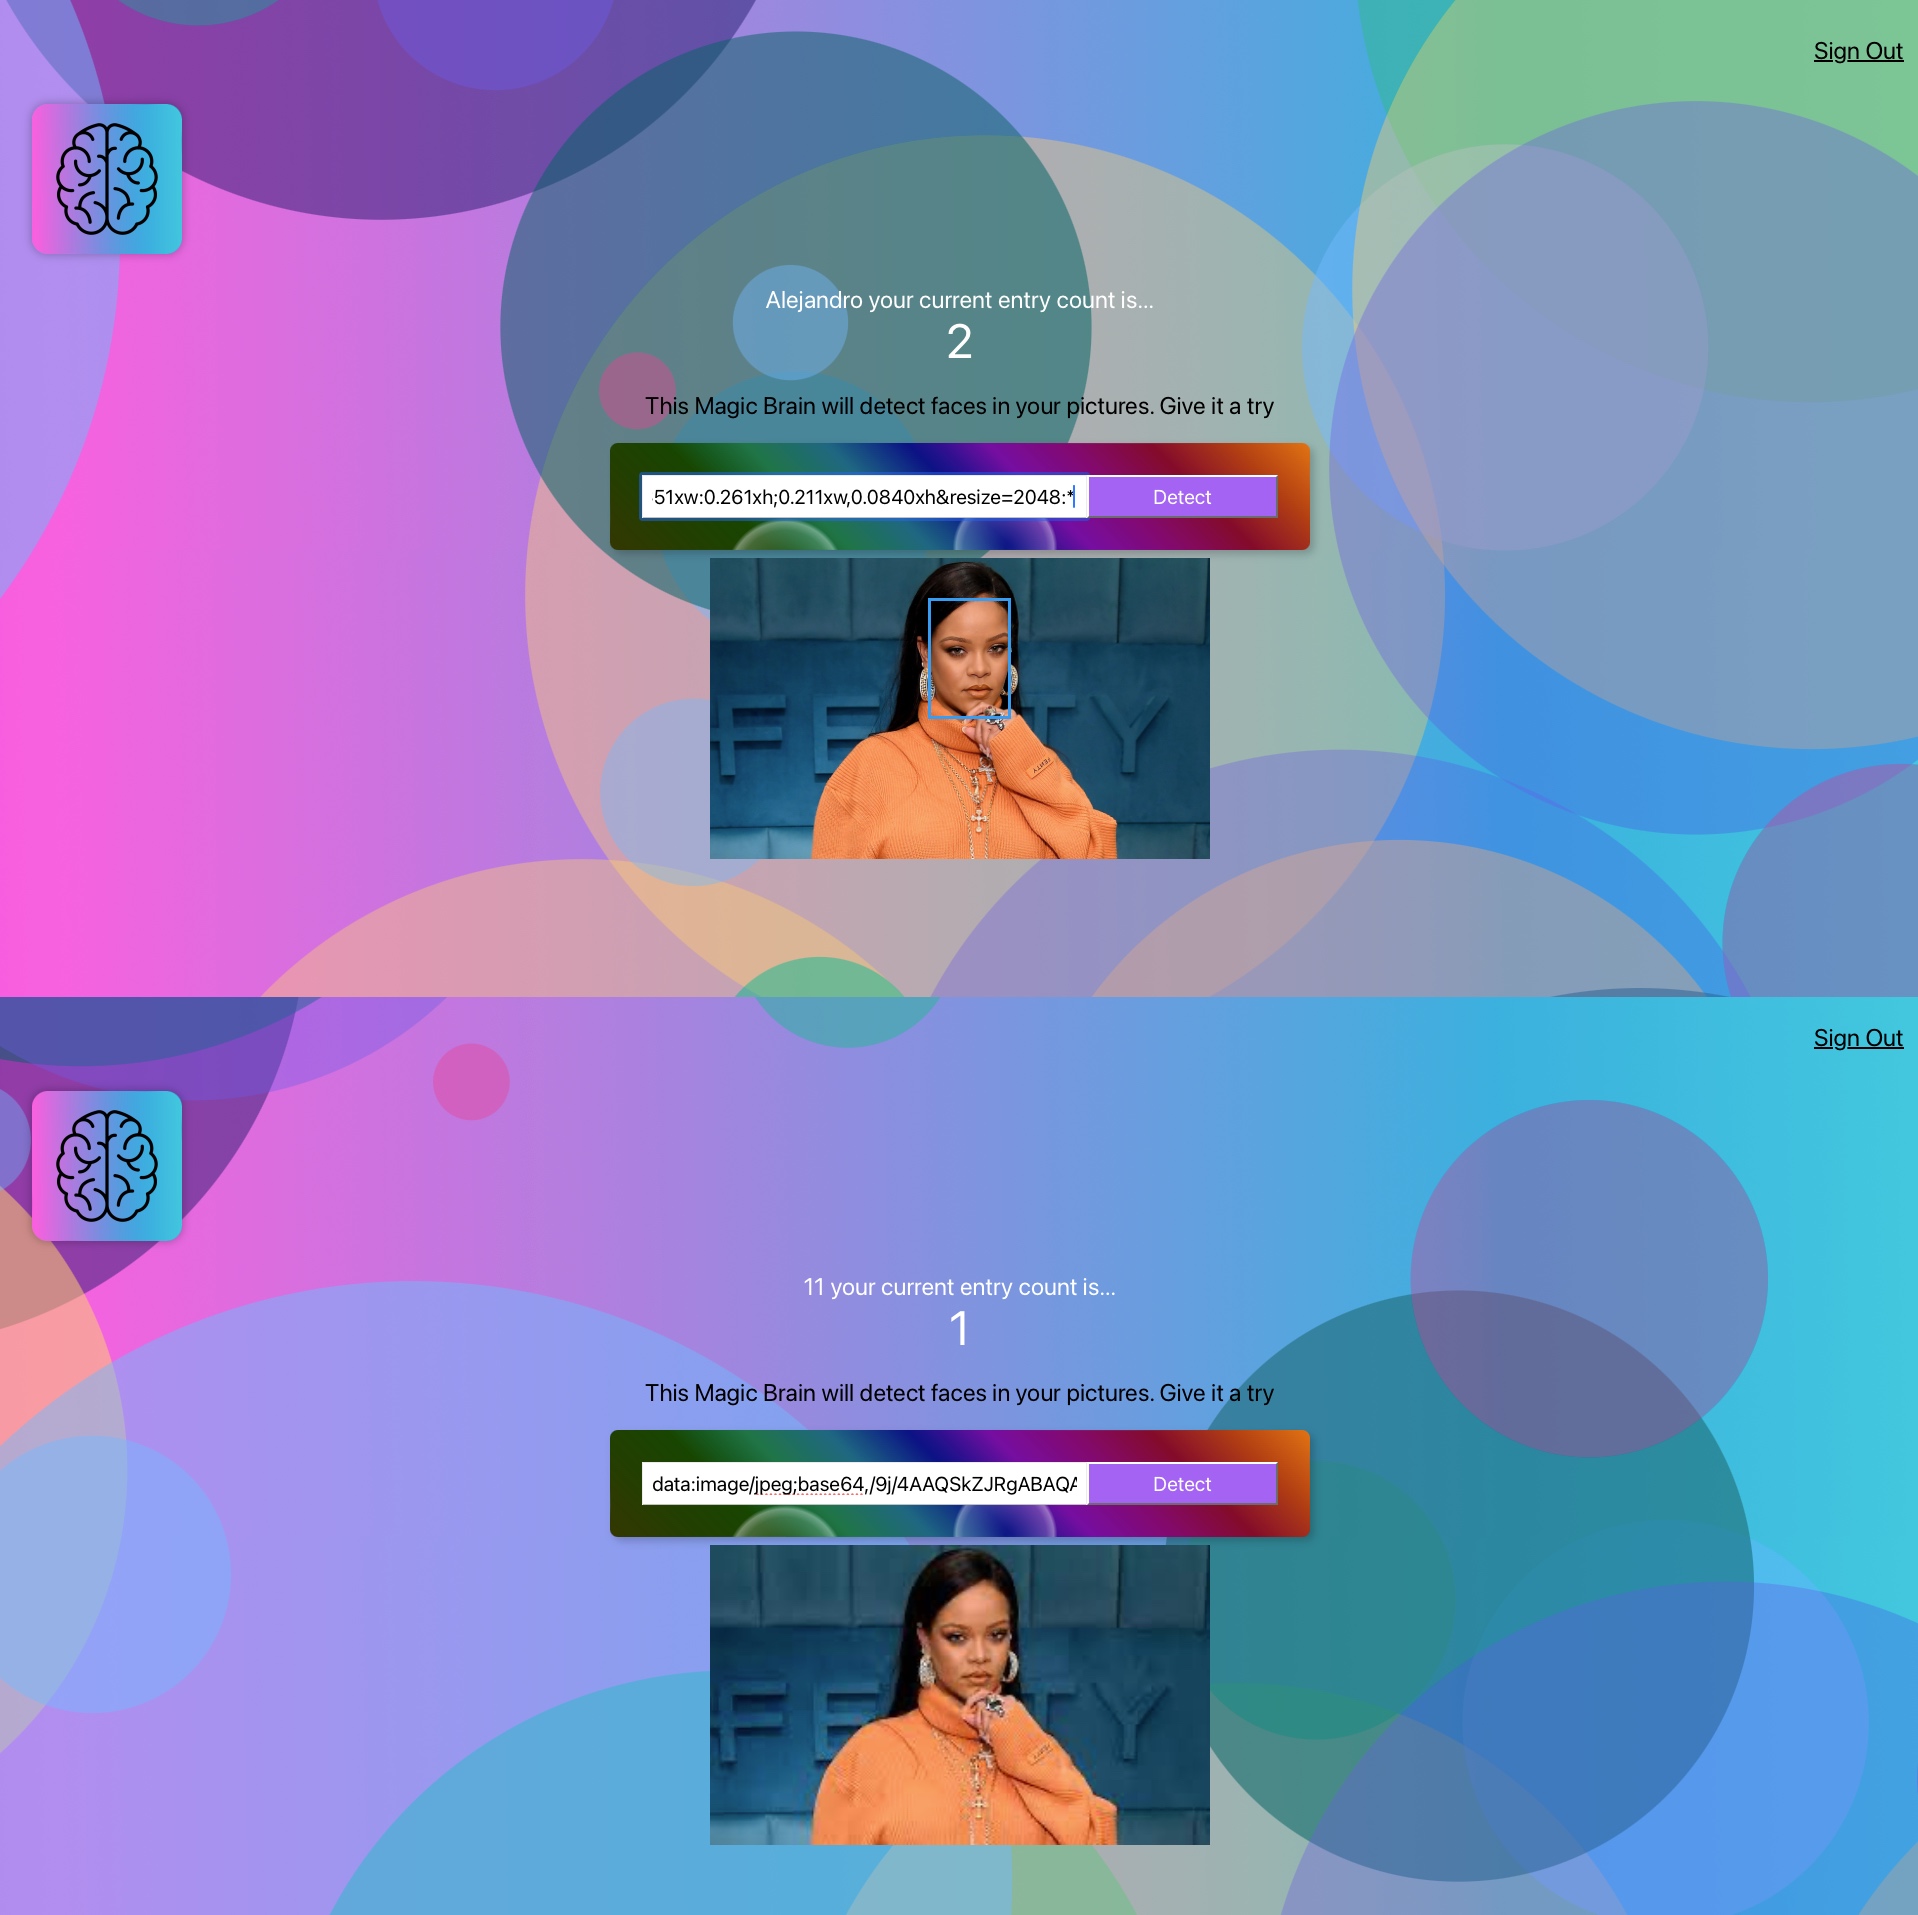 Sign Out
Alejandro your current entry count is...
2
This Magic Brain will detect faces in your pictures. Give it a try
51xw:0.261xh;0.211xw,0.0840xh&resize=2048:*
Detect
FE TY
FENTY
Sign Out
11 your current entry count is...
1
This Magic Brain will detect faces in your pictures. Give it a try
data:image/jpeg;base64,/9j/4AAQSkZJRgABAQA
Detect
FE TY